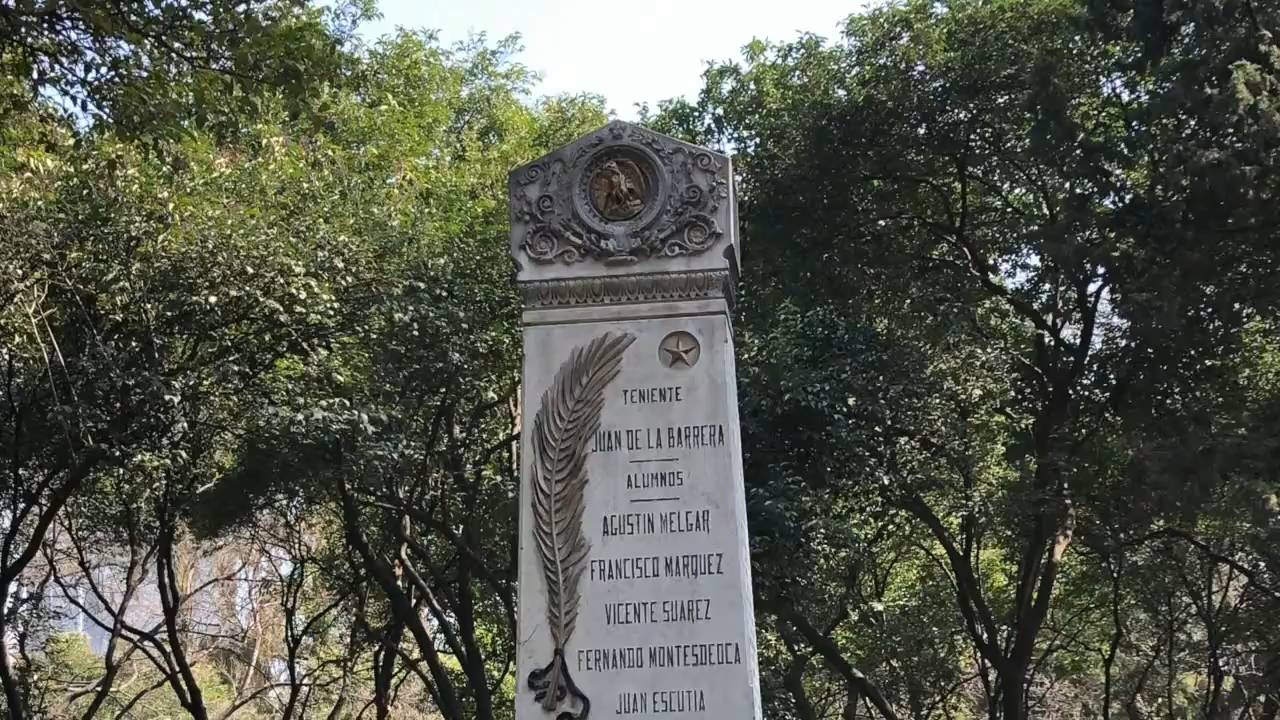 TENIENTE
JUAN DE LA BARRERA
ALUMNOS
AGUSTIN MELGAR
FRANCISCO MARQUEZ
VICENTE SUAREZ
FERNANDO MONTESDEOCA
JUAN ESCUTIA